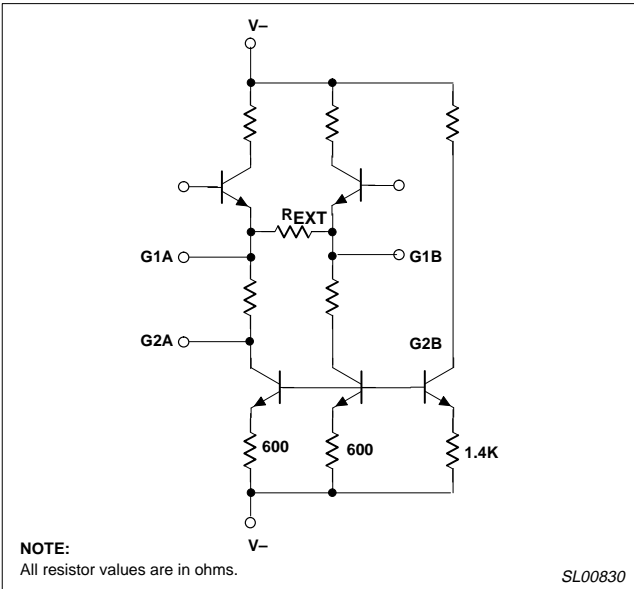 V–
REXT
G1A
G1B
G2A
G2B
600
600
1.4K
V–
NOTE:
All resistor values are in ohms.
SL00830